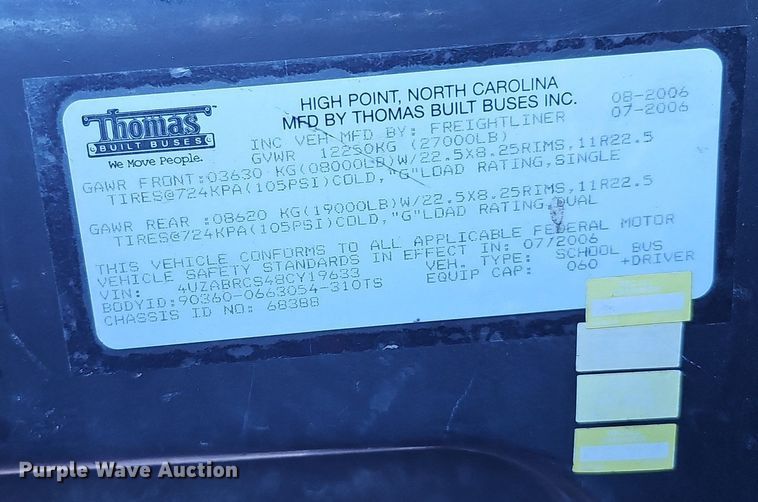 HIGH POINT, NORTH CAROLINA
MFD BY THOMAS BUILT BUSES INC.
08-2006
07-2006
Thomas
BUILT BUSES
We Move People.
INC VEH MFD BY: FREIGHTLINER
GVWR 12250KG (27000LB)
GAWR FRONT:03630 KG(08000LB)W/22.5X8.25RIMS,11R22.5
TIRES@724KPA(105PSI)COLD,"G"LOAD RATING,SINGLE
GAWR REAR :08620 KG(19000LB)W/22.5X8.25RIMS,11R22.5
TIRES@724KPA(105PSI)COLD,"G"LOAD RATING,DUAL
THIS VEHICLE CONFORMS TO ALL APPLICABLE FEDERAL MOTOR
VEHICLE SAFETY STANDARDS IN EFFECT IN: 07/2006
VIN: 4UZABRCS48CY19633 VEH. TYPE: SCHOOL BUS
BODYID:90360-0663054-310TS EQUIP CAP: 060 +DRIVER
CHASSIS ID NO: 68388
Purple Wave Auction